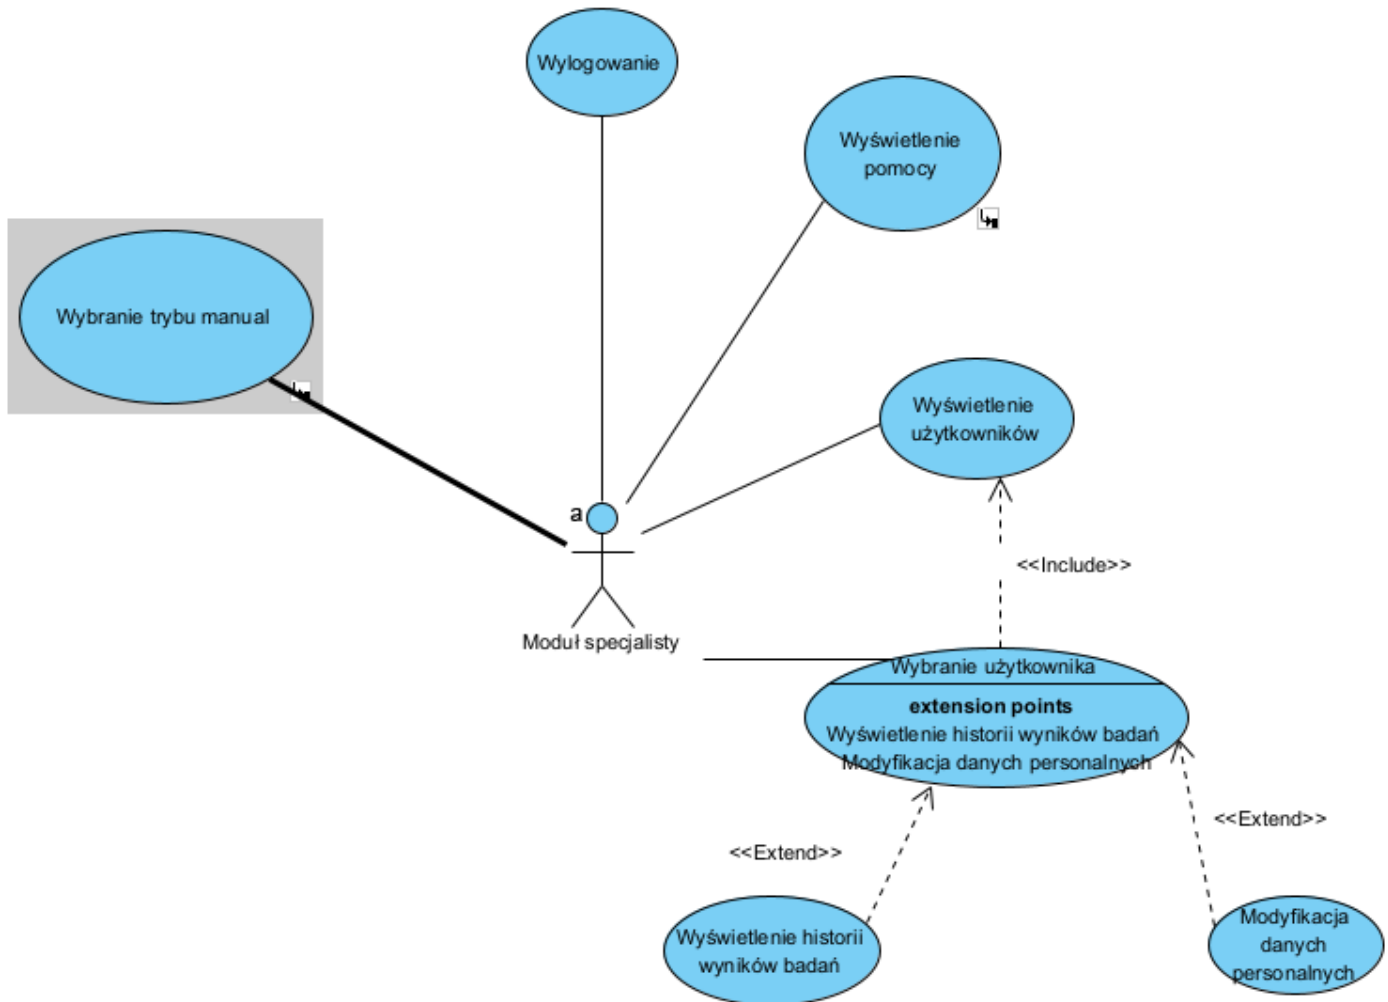 Wylogowanie
Wyświetlenie
pomocy
Wybranie trybu manual
Wyświetlenie
użytkowników
a
<<Include>>
Moduł specjalisty
Wybranie użytkownika
extension points
Wyświetlenie historii wyników badań
Modyfikacja danych personalnych
<<Extend>>
<<Extend>>
Wyświetlenie historii
wyników badań
Modyfikacja
danych
personalnych